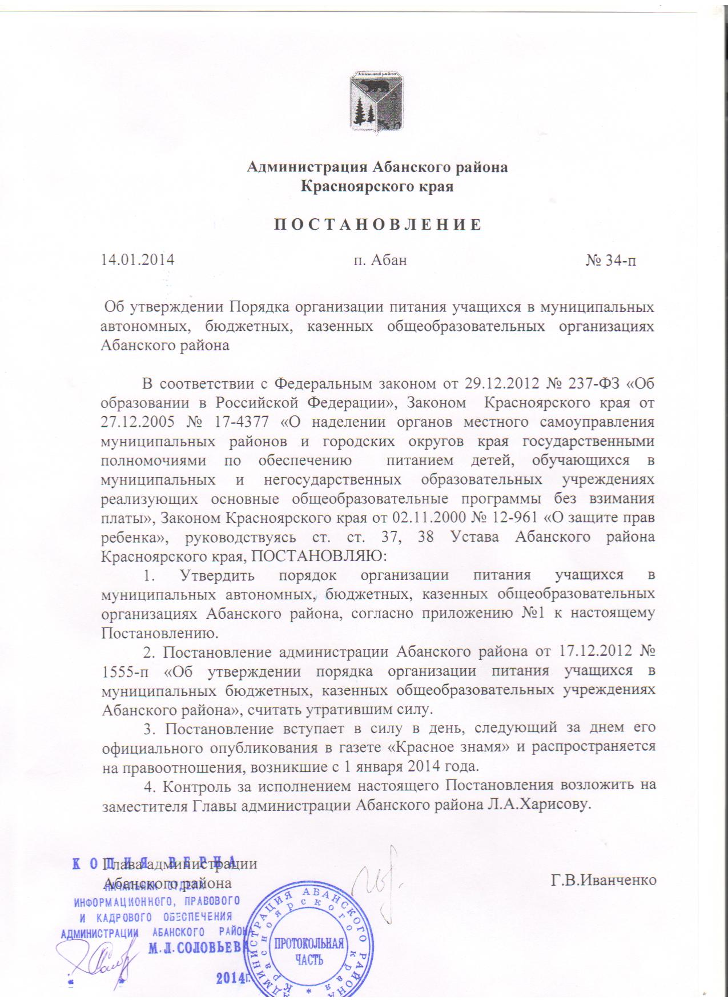 Абанский район
Администрация Абанского района
Красноярского края
П О С Т А Н О В Л Е Н И Е
14.01.2014 п. Абан № 34-п
Об утверждении Порядка организации питания учащихся в муниципальных
автономных, бюджетных, казенных общеобразовательных организациях
Абанского района
В соответствии с Федеральным законом от 29.12.2012 № 237-ФЗ «Об
образовании в Российской Федерации», Законом Красноярского края от
27.12.2005 № 17-4377 «О наделении органов местного самоуправления
муниципальных районов и городских округов края государственными
полномочиями по обеспечению питанием детей, обучающихся в
муниципальных и негосударственных образовательных учреждениях
реализующих основные общеобразовательные программы без взимания
платы», Законом Красноярского края от 02.11.2000 № 12-961 «О защите прав
ребенка», руководствуясь ст. ст. 37, 38 Устава Абанского района
Красноярского края, ПОСТАНОВЛЯЮ:
1. Утвердить порядок организации питания учащихся в
муниципальных автономных, бюджетных, казенных общеобразовательных
организациях Абанского района, согласно приложению №1 к настоящему
Постановлению.
2. Постановление администрации Абанского района от 17.12.2012 №
1555-п «Об утверждении порядка организации питания учащихся в
муниципальных бюджетных, казенных общеобразовательных учреждениях
Абанского района», считать утратившим силу.
3. Постановление вступает в силу в день, следующий за днем его
официального опубликования в газете «Красное знамя» и распространяется
на правоотношения, возникшие с 1 января 2014 года.
4. Контроль за исполнением настоящего Постановления возложить на
заместителя Главы администрации Абанского района Л.А.Харисову.
Глава администрации
Абанского района Г.В.Иванченко
КОПИЯ ВЕРНА
НАЧАЛЬНИК ОТДЕЛА
ИНФОРМАЦИОННОГО, ПРАВОВОГО
И КАДРОВОГО ОБЕСПЕЧЕНИЯ
АДМИНИСТРАЦИИ АБАНСКОГО РАЙОНА
М.Л.СОЛОВЬЕВА
« » 2014г.
АДМИНИСТРАЦИЯ АБАНСКОГО РАЙОНА
Красноярского края
ПРОТОКОЛЬНАЯ
ЧАСТЬ